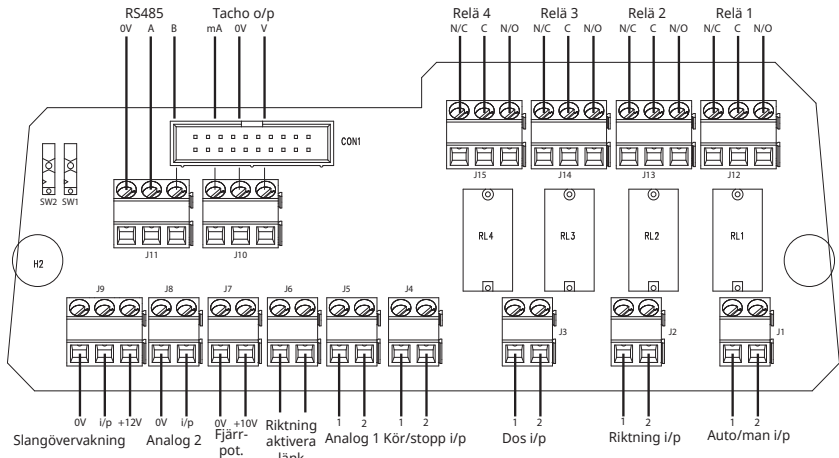 RS485 Tacho o/p Relä 4 Relä 3 Relä 2 Relä 1
0V A B mA 0V V N/C C N/O N/C C N/O N/C C N/O N/C C N/O
CON1
J15 J14 J13 J12
SW2 SW1
RL4 RL3 RL2 RL1
J11 J10
H2
J9 J8 J7 J6 J5 J4
J3 J2 J1
0V i/p +12V 0V i/p 0V +10V 1 2 1 2 1 2 1 2 1 2
Slangövervakning Analog 2 Fjärr- Riktning Analog 1 Kör/stopp i/p Dos i/p Riktning i/p Auto/man i/p
pot. aktivera
länk